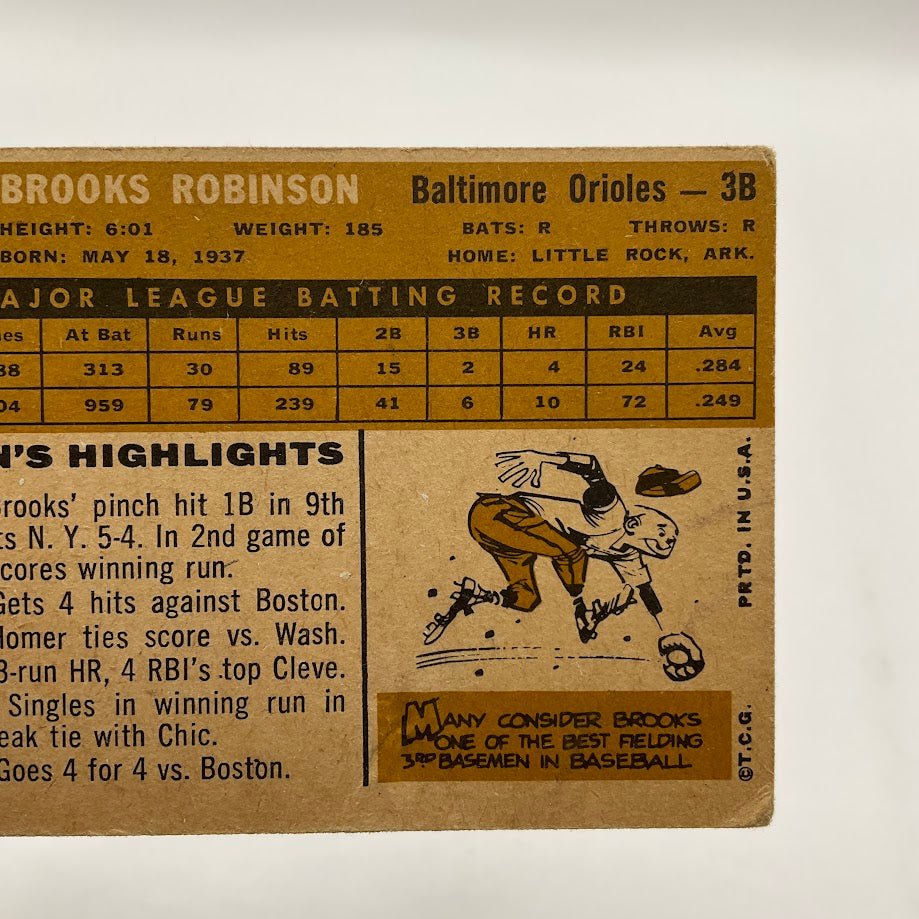 BROOKS ROBINSON Baltimore Orioles — 3B
HEIGHT: 6:01 WEIGHT: 185 BATS: R THROWS: R
BORN: MAY 18, 1937 HOME: LITTLE ROCK, ARK.
AJOR LEAGUE BATTING RECORD
es At Bat Runs Hits 2B 3B HR RBI Avg
88 313 30 89 15 2 4 24 .284
04 959 79 239 41 6 10 72 .249
N'S HIGHLIGHTS
Brooks' pinch hit 1B in 9th
ts N. Y. 5-4. In 2nd game of
scores winning run.
Gets 4 hits against Boston.
Homer ties score vs. Wash.
3-run HR, 4 RBI's top Cleve.
Singles in winning run in
eak tie with Chic.
Goes 4 for 4 vs. Boston.
MANY CONSIDER BROOKS
ONE OF THE BEST FIELDING
3RD BASEMEN IN BASEBALL
©T.C.G. PRTD. IN U.S.A.